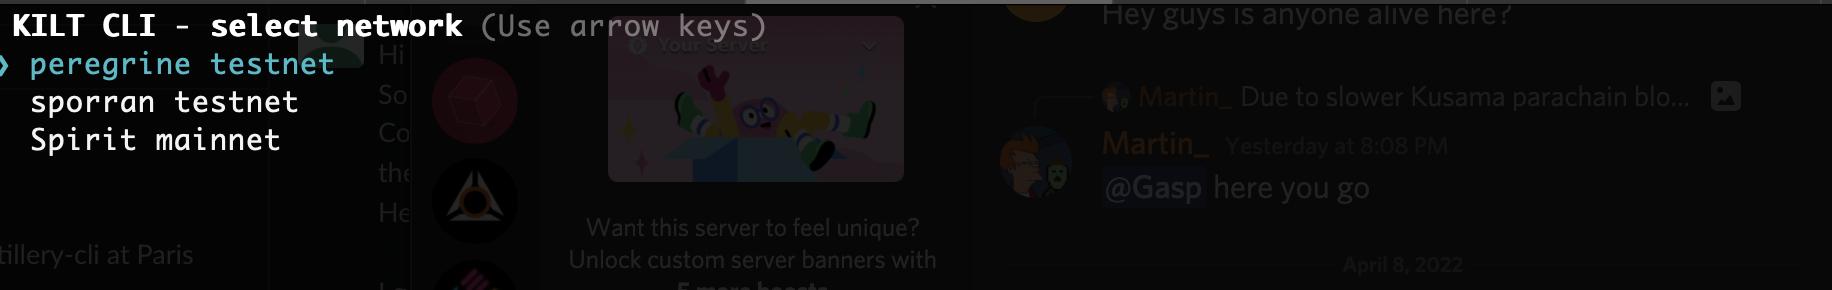 KILT CLI - select network (Use arrow keys)
❯ peregrine testnet
sporran testnet
Spirit mainnet
tillery-cli at Paris
Hi
So
Co
the
He
Your Server
Want this server to feel unique?
Unlock custom server banners with
5 more boosts
Hey guys is anyone alive here?
Martin_ Due to slower Kusama parachain blo...
Martin_ Yesterday at 8:08 PM
@Gasp here you go
April 8, 2022